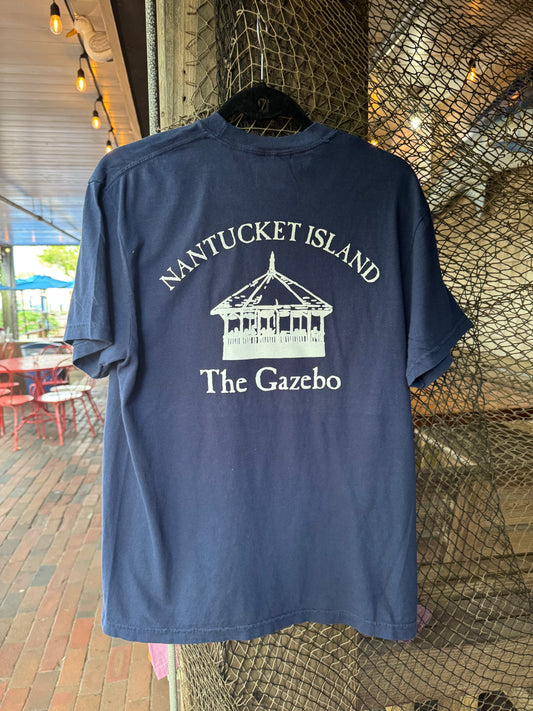 NANTUCKET ISLAND
The Gazebo